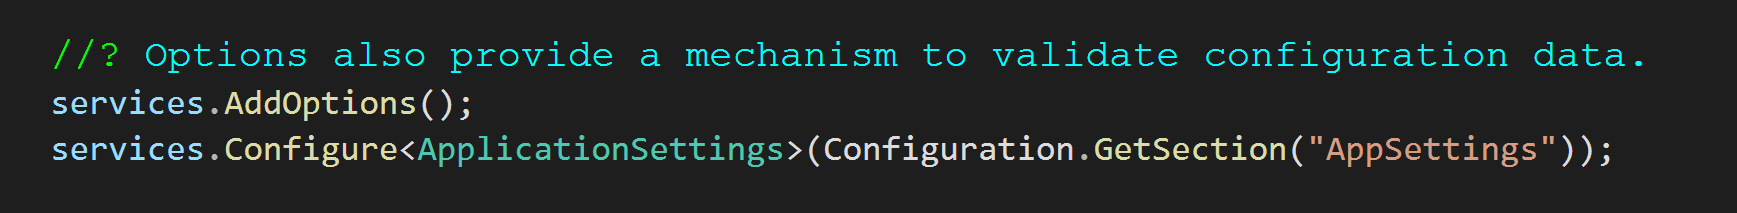 //? Options also provide a mechanism to validate configuration data.
services.AddOptions();
services.Configure<ApplicationSettings>(Configuration.GetSection("AppSettings"));